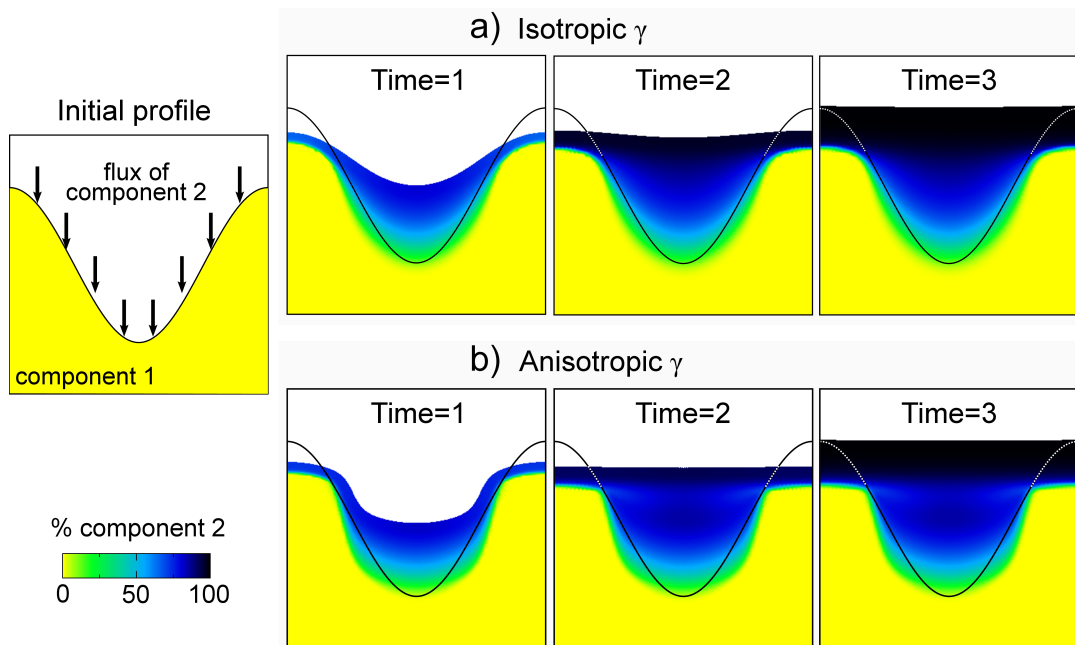 Initial profile
flux of
component 2
component 1
% component 2
0 50 100
a) Isotropic γ
Time=1
Time=2
Time=3
b) Anisotropic γ
Time=1
Time=2
Time=3